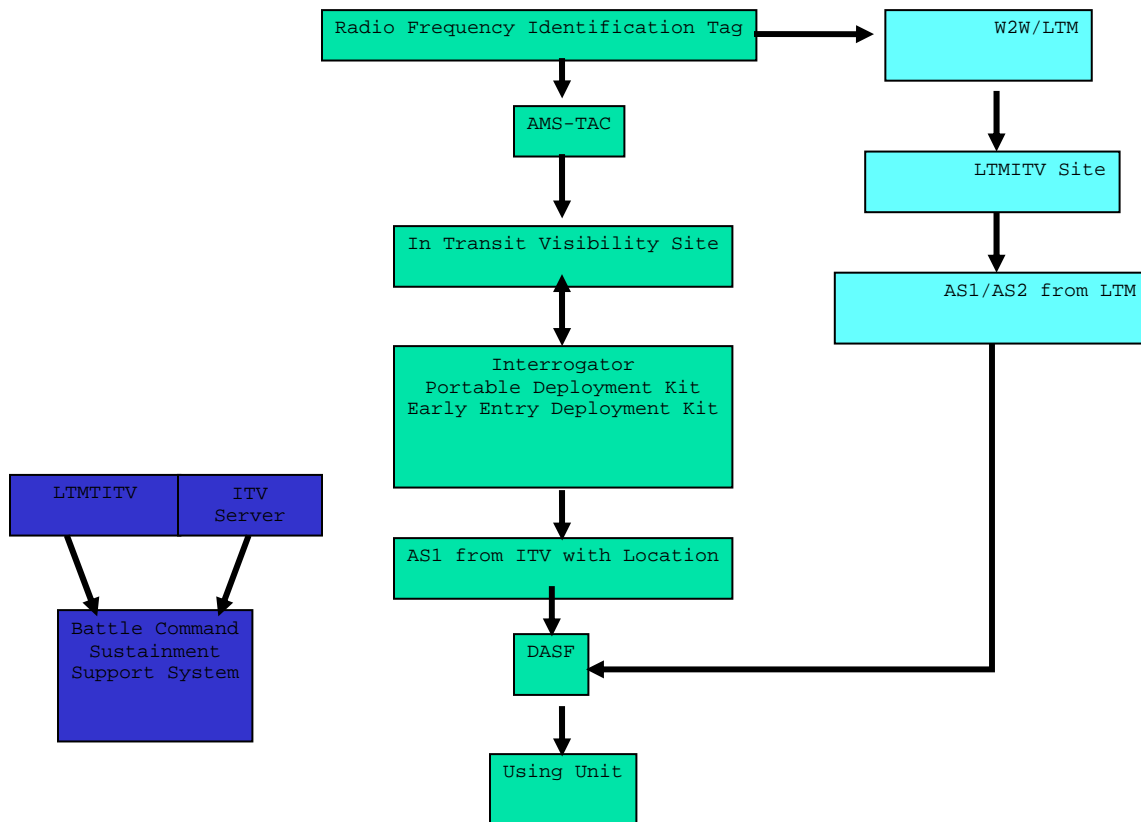 Radio Frequency Identification Tag
W2W/LTM
AMS-TAC
LTMITV Site
In Transit Visibility Site
AS1/AS2 from LTM
Interrogator
Portable Deployment Kit
Early Entry Deployment Kit
LTMTITV
ITV
Server
AS1 from ITV with Location
Battle Command
Sustainment
Support System
DASF
Using Unit